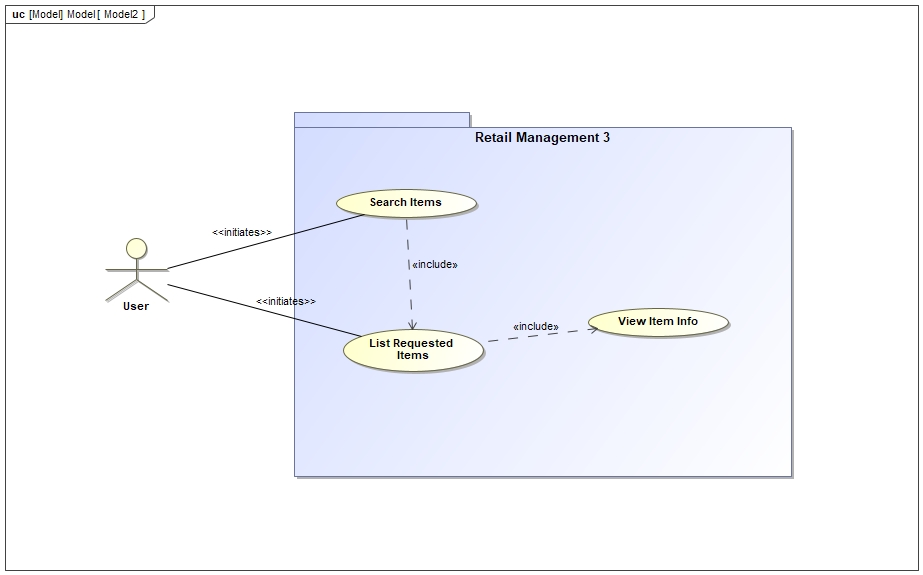 uc [Model] Model [ Model2 ]
Retail Management 3
Search Items
<<initiates>>
«include»
User
<<initiates>>
List Requested
Items
«include»
View Item Info